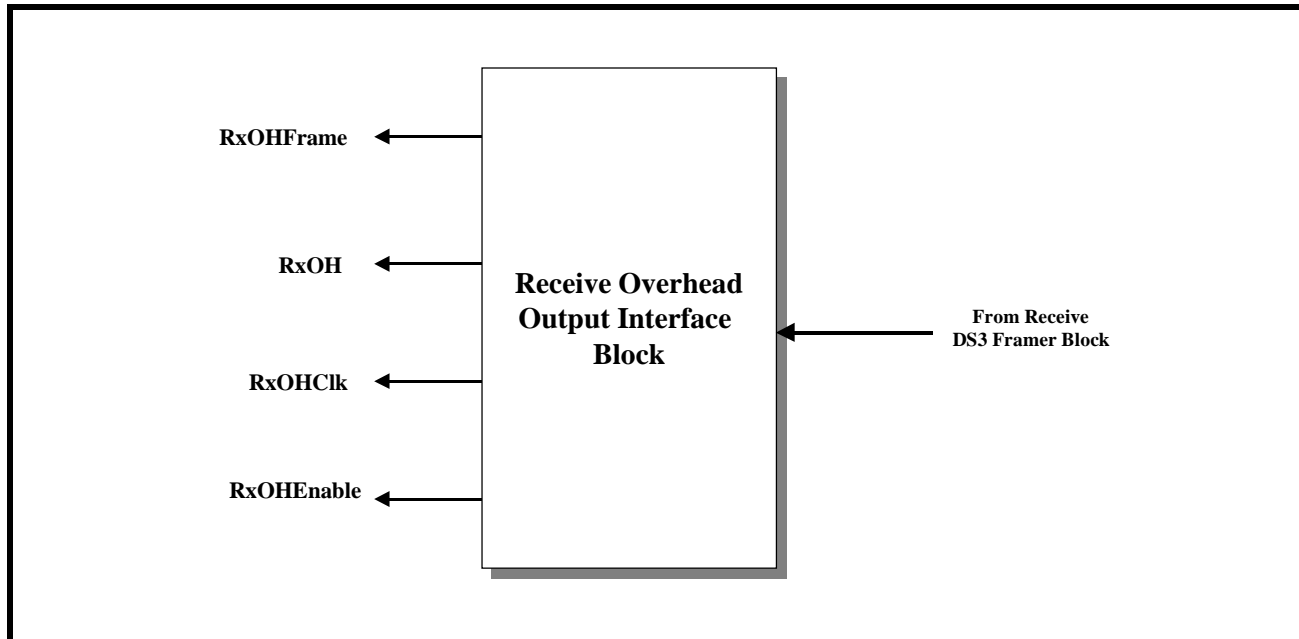 RxOHFrame
RxOH
RxOHClk
RxOHEnable
Receive Overhead
Output Interface
Block
From Receive
DS3 Framer Block